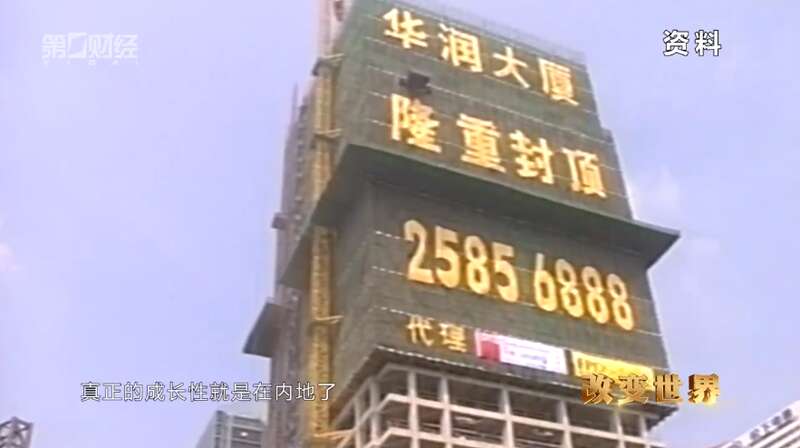 第一财经
资料
华润大厦
隆重封顶
2585 6888
代理
真正的成长性就是在内地了
改变世界